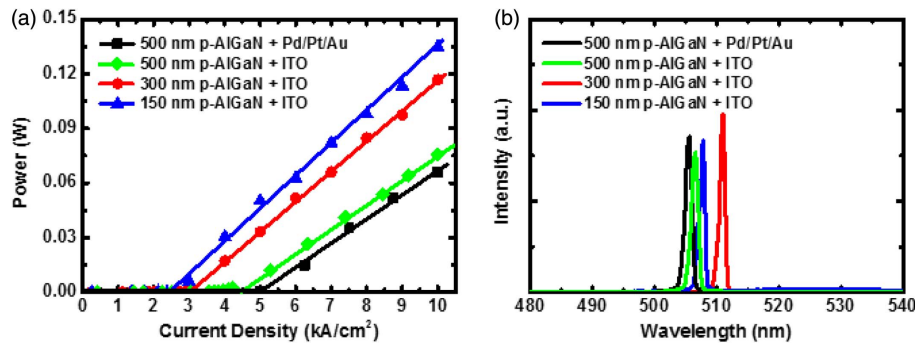 (a)
500 nm p-AlGaN + Pd/Pt/Au
500 nm p-AlGaN + ITO
300 nm p-AlGaN + ITO
150 nm p-AlGaN + ITO
0.15
0.12
0.09
0.06
0.03
0.00
Power (W)
0 1 2 3 4 5 6 7 8 9 10
Current Density (kA/cm²)
(b)
500 nm p-AlGaN + Pd/Pt/Au
500 nm p-AlGaN + ITO
300 nm p-AlGaN + ITO
150 nm p-AlGaN + ITO
Intensity (a.u.)
480 490 500 510 520 530 540
Wavelength (nm)